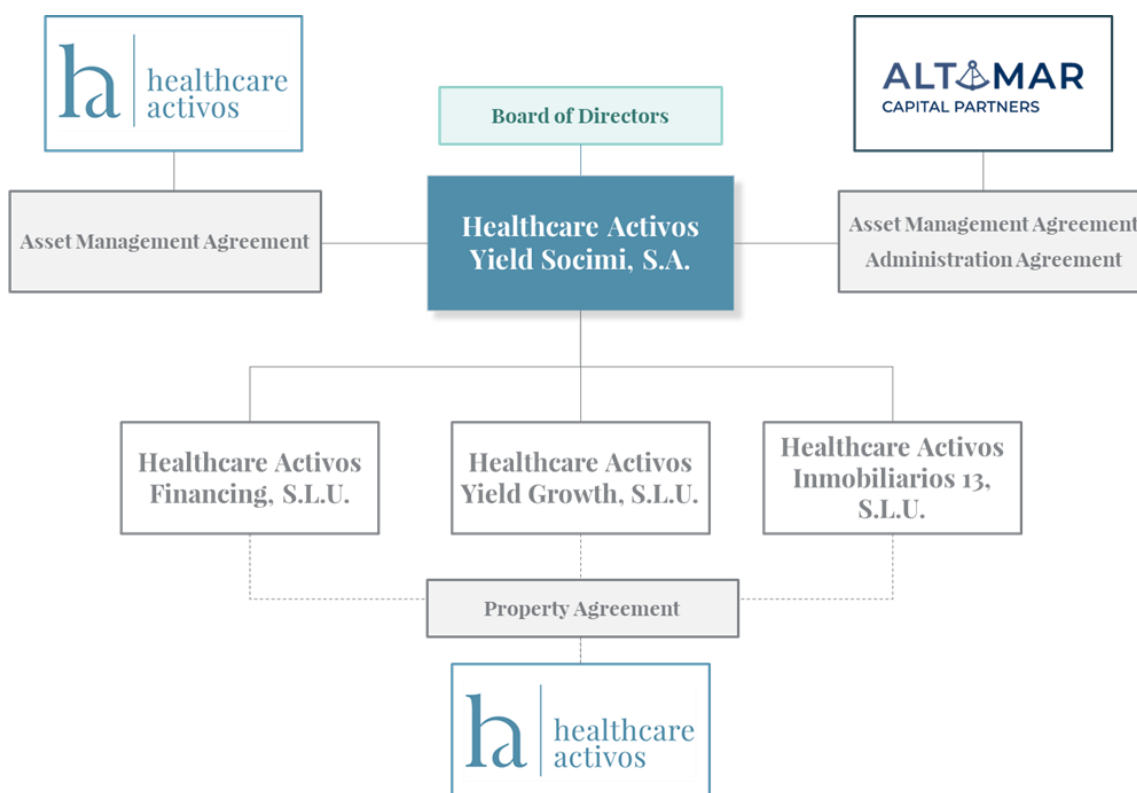 ha healthcare
activos
ALTAMAR
CAPITAL PARTNERS
Board of Directors
Asset Management Agreement
Healthcare Activos
Yield Socimi, S.A.
Asset Management Agreement
Administration Agreement
Healthcare Activos
Financing, S.L.U.
Healthcare Activos
Yield Growth, S.L.U.
Healthcare Activos
Inmobiliarios 13,
S.L.U.
Property Agreement
ha healthcare
activos